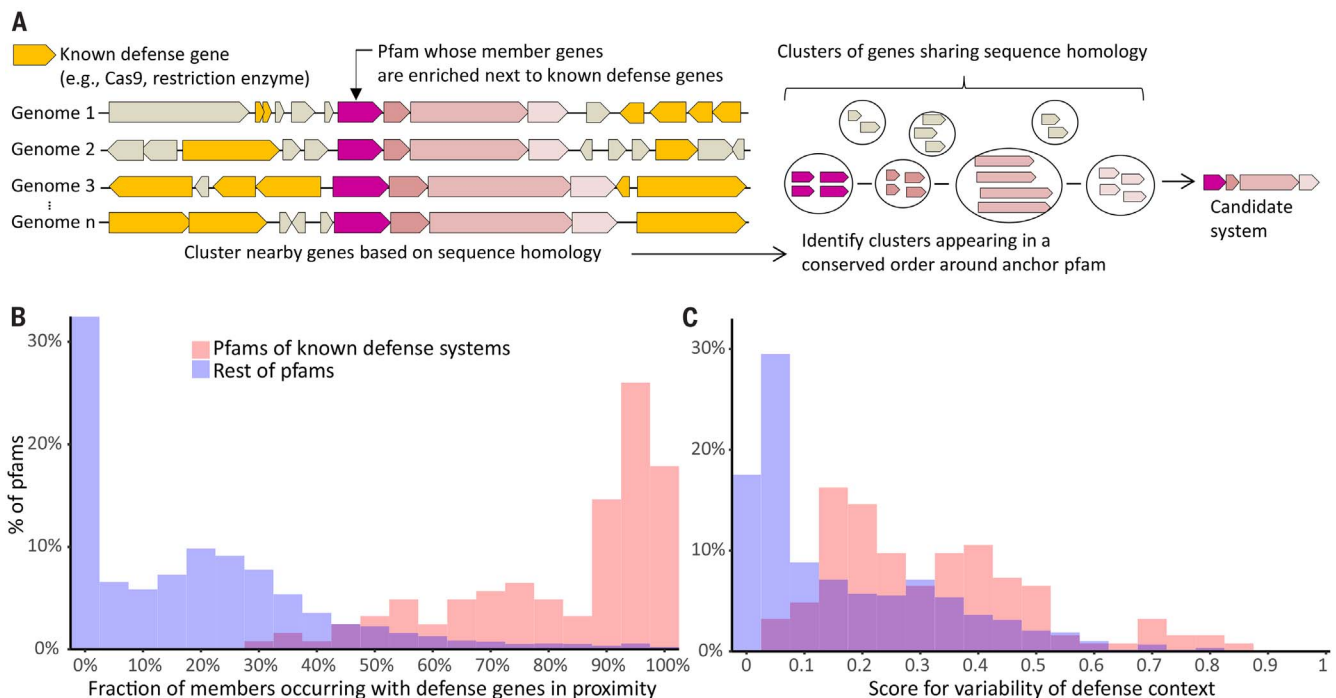 A
Known defense gene
(e.g., Cas9, restriction enzyme)
Pfam whose member genes
are enriched next to known defense genes
Clusters of genes sharing sequence homology
Genome 1
Genome 2
Genome 3
⋮
Genome n
Cluster nearby genes based on sequence homology
Identify clusters appearing in a
conserved order around anchor pfam
Candidate
system
B
30%
20%
10%
0%
% of pfams
Pfams of known defense systems
Rest of pfams
0% 10% 20% 30% 40% 50% 60% 70% 80% 90% 100%
Fraction of members occurring with defense genes in proximity
C
30%
20%
10%
0%
0 0.1 0.2 0.3 0.4 0.5 0.6 0.7 0.8 0.9 1
Score for variability of defense context